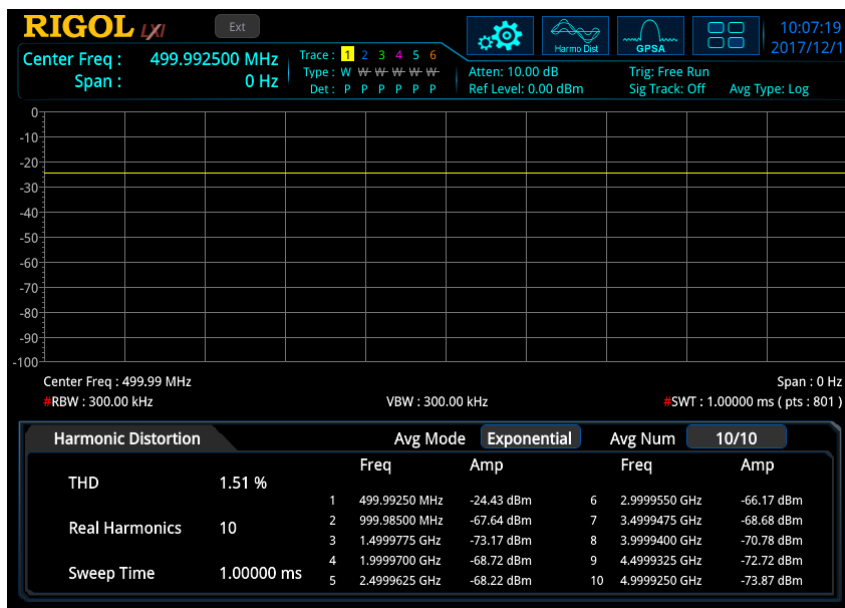 RIGOL LXI Ext Harmo Dist GPSA 10:07:19
2017/12/1
Center Freq : 499.992500 MHz Trace : 1 2 3 4 5 6
Span : 0 Hz Type : W W W W W W Atten: 10.00 dB Trig: Free Run
Det : P P P P P P Ref Level: 0.00 dBm Sig Track: Off Avg Type: Log
0
-10
-20
-30
-40
-50
-60
-70
-80
-90
-100
Center Freq : 499.99 MHz Span : 0 Hz
#RBW : 300.00 kHz VBW : 300.00 kHz #SWT : 1.00000 ms ( pts : 801 )
Harmonic Distortion Avg Mode Exponential Avg Num 10/10
Freq Amp Freq Amp
THD 1.51 %
1 499.99250 MHz -24.43 dBm 6 2.9999550 GHz -66.17 dBm
Real Harmonics 10
2 999.98500 MHz -67.64 dBm 7 3.4999475 GHz -68.68 dBm
3 1.4999775 GHz -73.17 dBm 8 3.9999400 GHz -70.78 dBm
4 1.9999700 GHz -68.72 dBm 9 4.4999325 GHz -72.72 dBm
Sweep Time 1.00000 ms
5 2.4999625 GHz -68.22 dBm 10 4.9999250 GHz -73.87 dBm